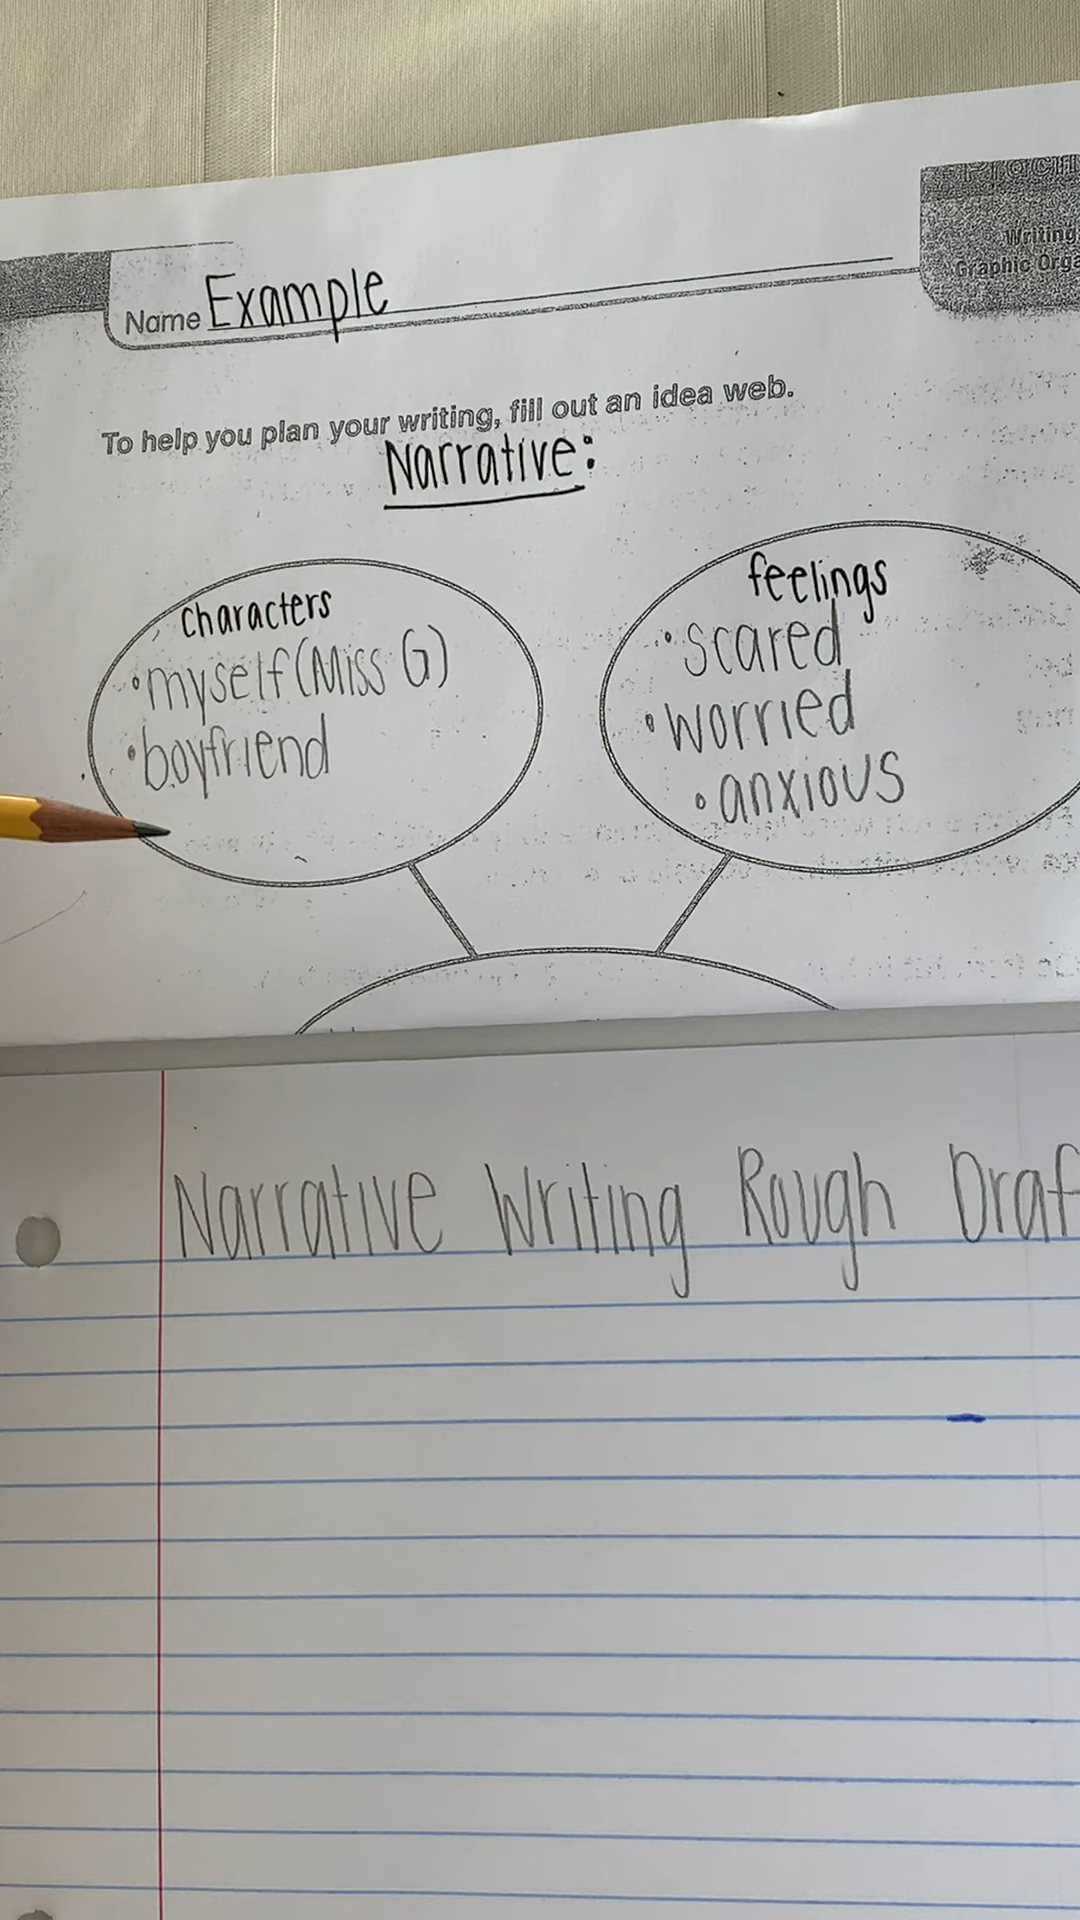 Writing
Graphic Orga
Name Example
To help you plan your writing, fill out an idea web.
Narrative:
characters
•myself (Miss G)
•boyfriend
feelings
•scared
•worried
•anxious
Narrative Writing Rough Draf